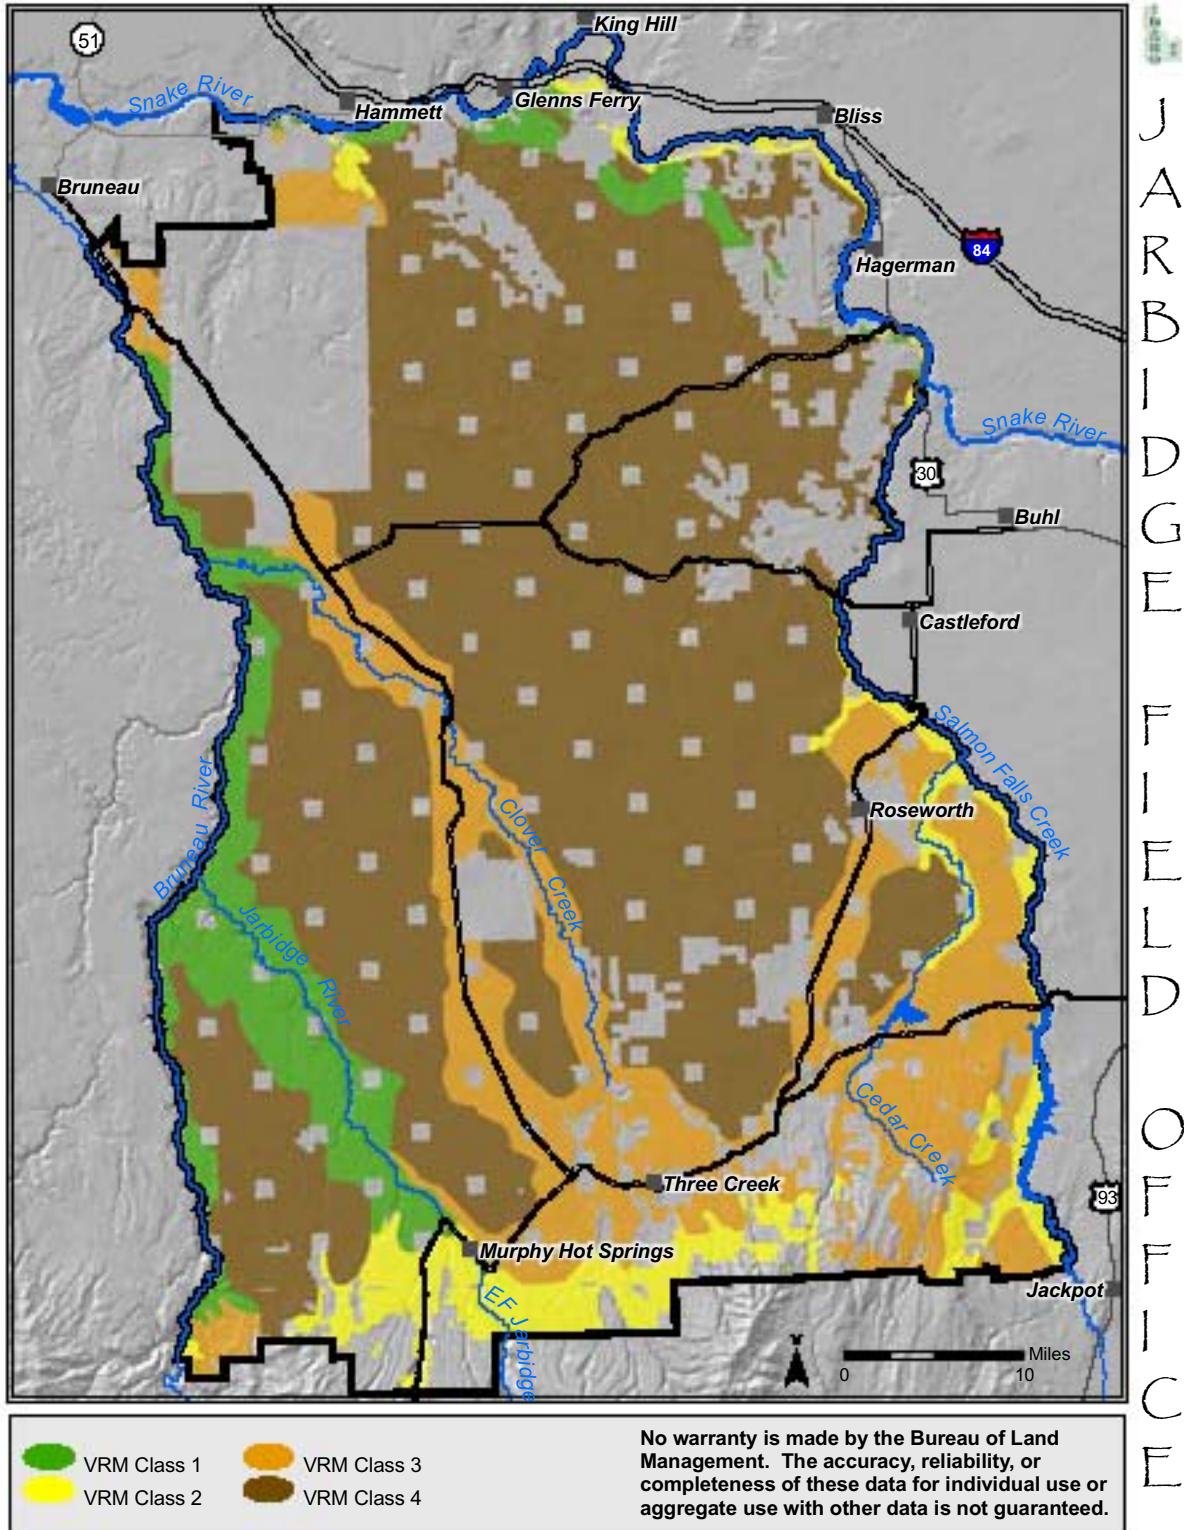 King Hill
51
Snake River
Hammett
Glenns Ferry
Bliss
Bruneau
84
Hagerman
Snake River
30
Buhl
Castleford
Salmon Falls Creek
Bruneau River
Clover Creek
Roseworth
Jarbidge River
Cedar Creek
Three Creek
93
Murphy Hot Springs
EF Jarbidge
Jackpot
Miles
0 10
VRM Class 1
VRM Class 2
VRM Class 3
VRM Class 4
No warranty is made by the Bureau of Land
Management. The accuracy, reliability, or
completeness of these data for individual use or
aggregate use with other data is not guaranteed.
JARBIDGE FIELD OFFICE